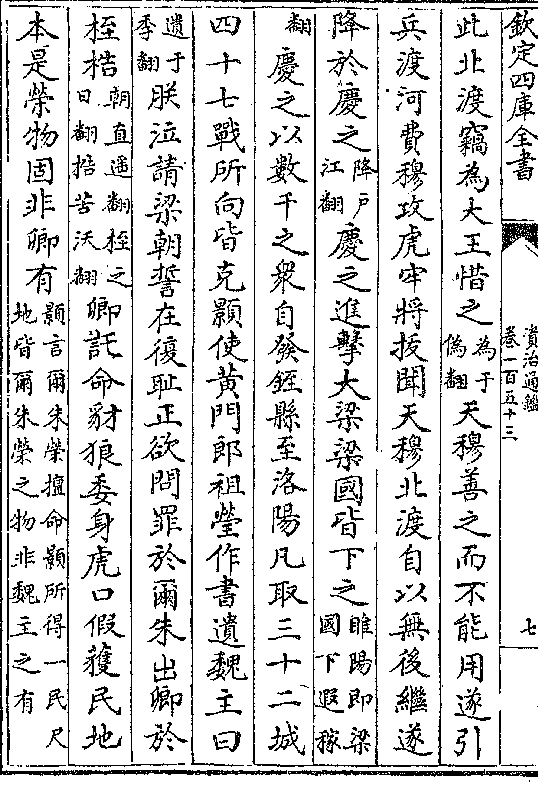 欽定四庫全書
資治通鑑
卷一百五十三
七
此北渡竊為大王惜之為于偽翻天穆善之而不能用遂引
兵渡河費穆攻虎牢將拔聞天穆北渡自以無後繼遂
降於慶之降戶江翻慶之進擊大梁梁國皆下之睢陽即梁國下遐稼
翻慶之以數千之衆自發銍縣至洛陽凡取三十二城
四十七戰所向皆克顥使黄門郎祖瑩作書遺魏主曰
遺于季翻朕泣請梁朝誓在復恥正欲問罪於爾朱出卿於
桎梏朝直遥翻桎之日翻梏苦沃翻卿託命豺狼委身虎口假獲民地
本是榮物固非卿有顥言爾朱榮擅命顥所得一民尺地皆爾朱榮之物非魏主之有